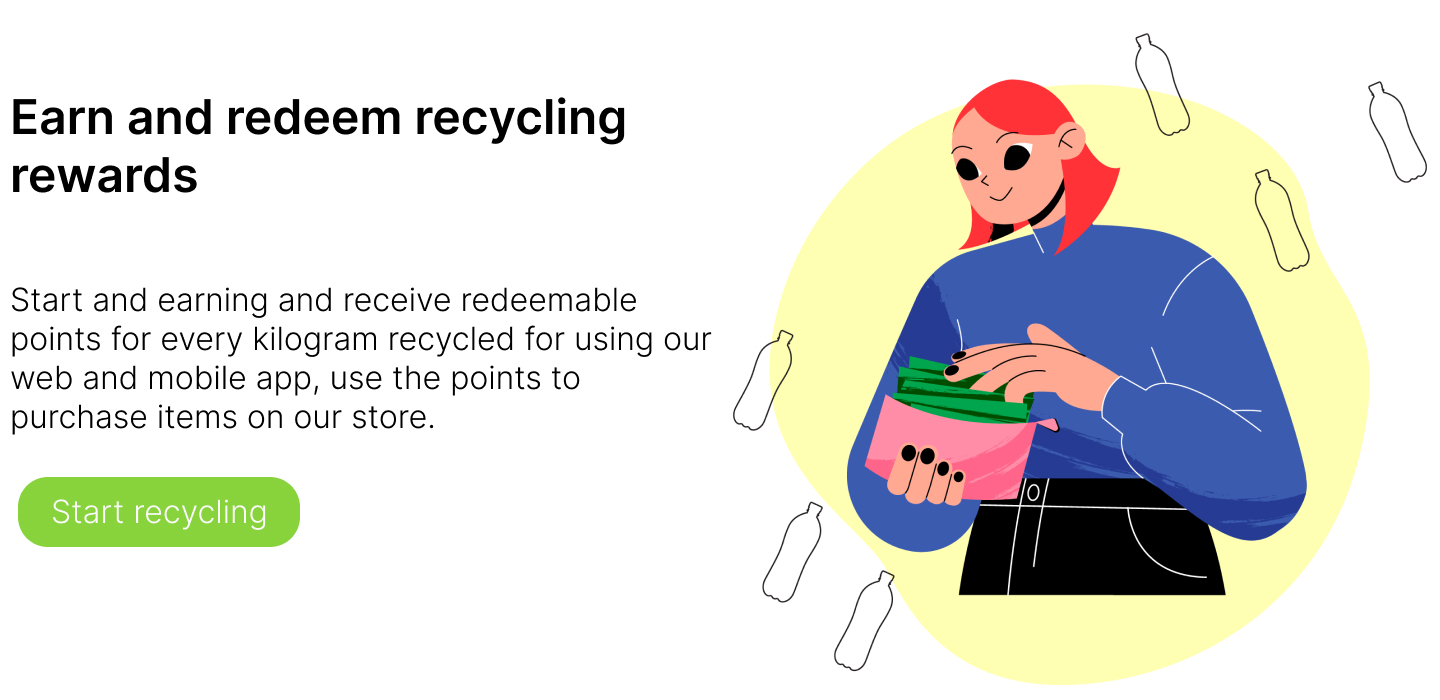 Earn and redeem recycling
rewards
Start and earning and receive redeemable
points for every kilogram recycled for using our
web and mobile app, use the points to
purchase items on our store.
Start recycling